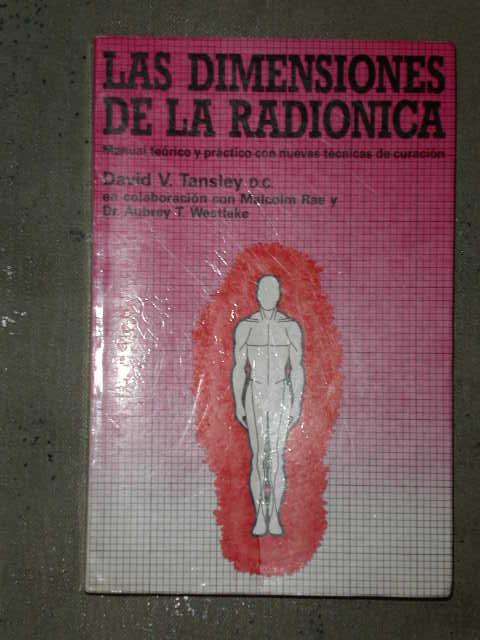 LAS DIMENSIONES
DE LA RADIONICA
Manual teórico y práctico con nuevas técnicas de curación
David V. Tansley D.C.
en colaboración con Malcolm Rae y
Dr. Aubrey T. Westlake